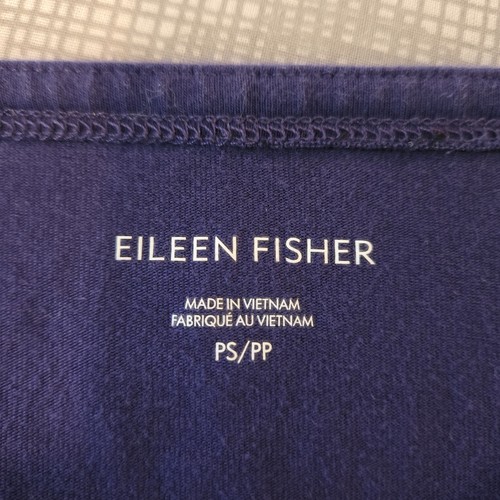 EILEEN FISHER
MADE IN VIETNAM
FABRIQUÉ AU VIETNAM
PS/PP